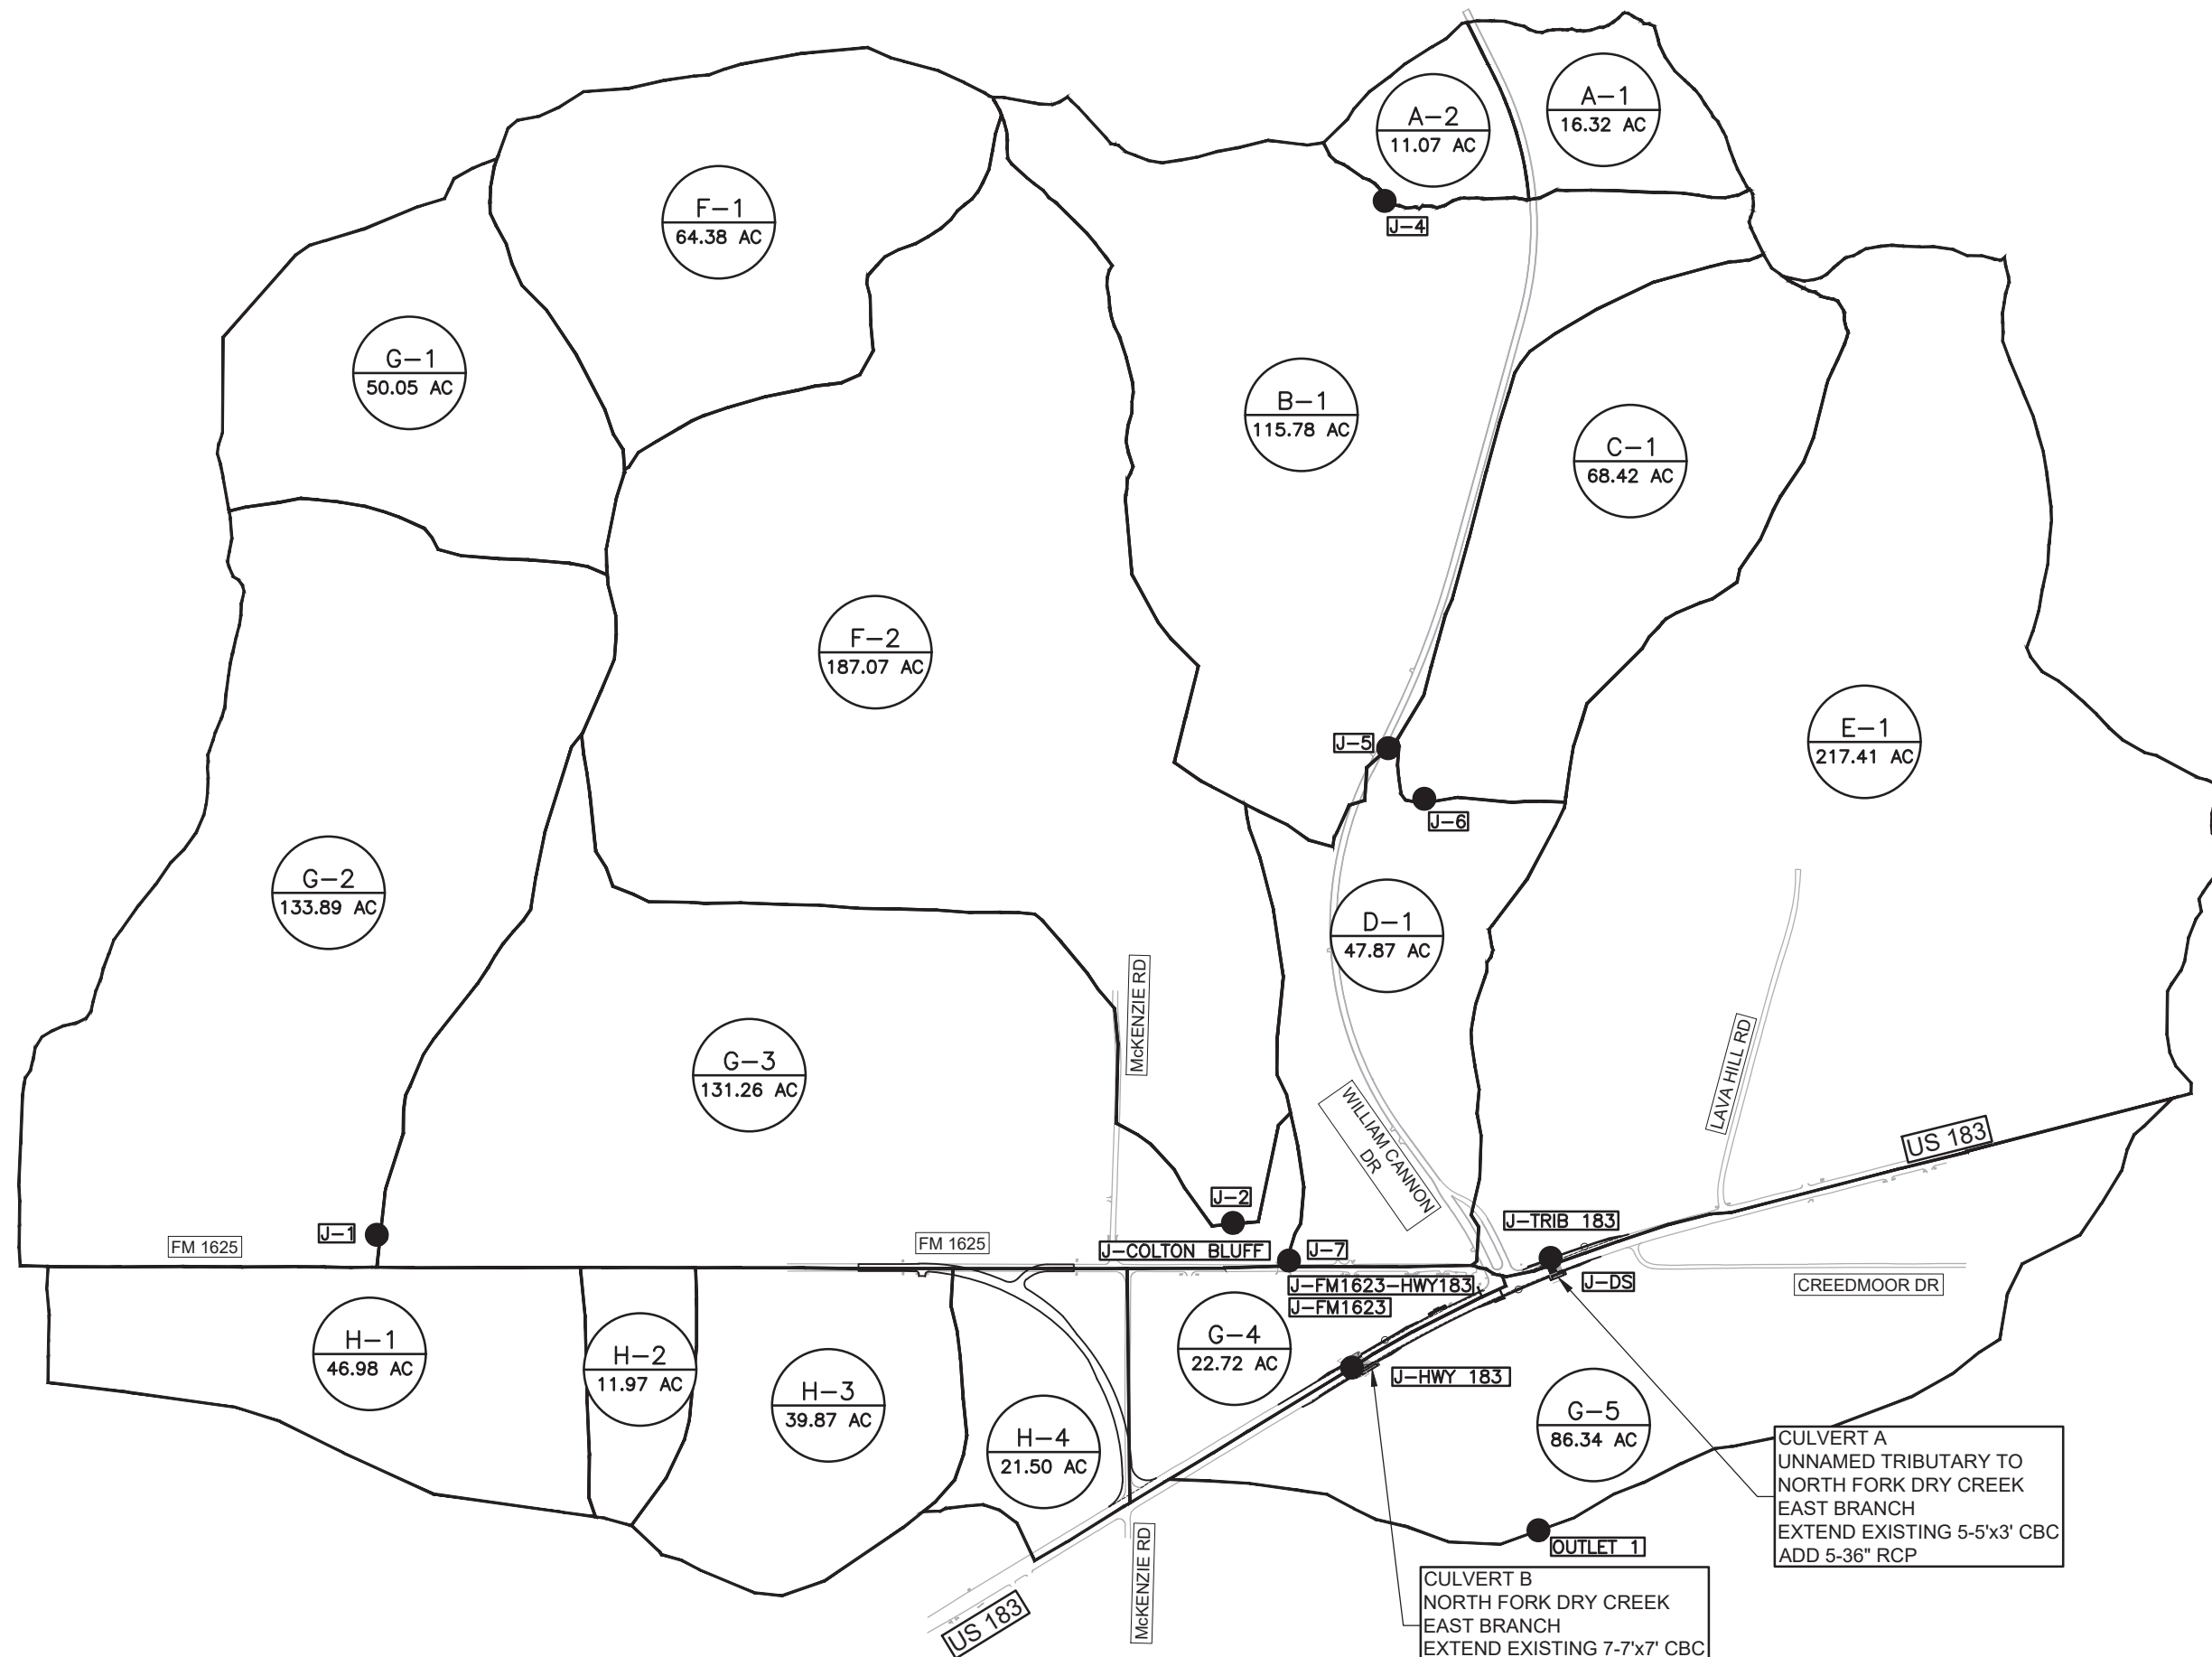 A-1
16.32 AC
A-2
11.07 AC
J-4
F-1
64.38 AC
G-1
50.05 AC
B-1
115.78 AC
C-1
68.42 AC
F-2
187.07 AC
E-1
217.41 AC
J-5
J-6
G-2
133.89 AC
D-1
47.87 AC
McKENZIE RD
G-3
131.26 AC
LAVA HILL RD
WILLIAM CANNON
DR
US 183
J-1
J-2
J-TRIB 183
FM 1625
FM 1625
J-COLTON BLUFF
J-7
J-FM1623-HWY183
J-FM1623
J-DS
CREEDMOOR DR
H-1
46.98 AC
H-2
11.97 AC
H-3
39.87 AC
G-4
22.72 AC
J-HWY 183
H-4
21.50 AC
G-5
86.34 AC
CULVERT A
UNNAMED TRIBUTARY TO
NORTH FORK DRY CREEK
EAST BRANCH
EXTEND EXISTING 5-5'x3' CBC
ADD 5-36" RCP
OUTLET 1
McKENZIE RD
US 183
CULVERT B
NORTH FORK DRY CREEK
EAST BRANCH
EXTEND EXISTING 7-7'x7' CBC